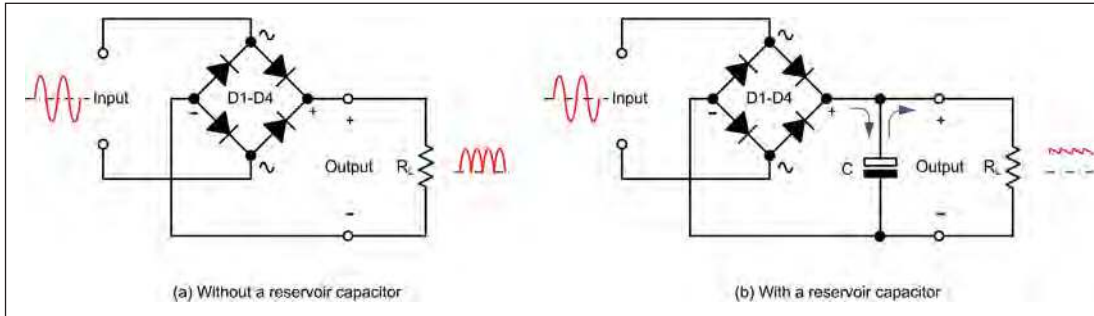 Input
D1-D4
~
~
-
+
+
Output
-
RL
(a) Without a reservoir capacitor
Input
D1-D4
~
~
-
+
+
C
Output
-
RL
(b) With a reservoir capacitor